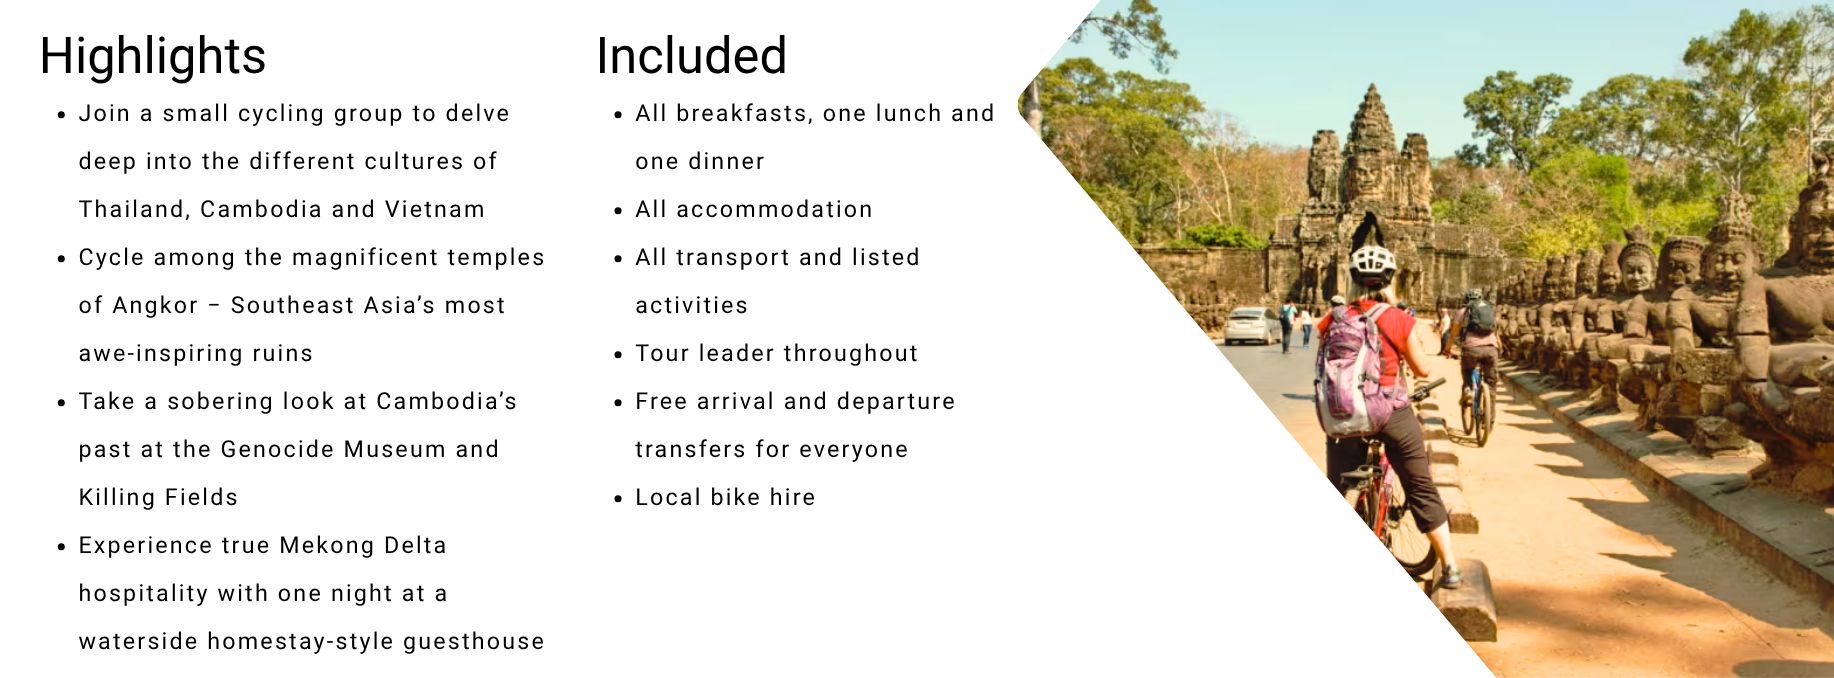 Highlights
Join a small cycling group to delve
deep into the different cultures of
Thailand, Cambodia and Vietnam
Cycle among the magnificent temples
of Angkor – Southeast Asia’s most
awe-inspiring ruins
Take a sobering look at Cambodia’s
past at the Genocide Museum and
Killing Fields
Experience true Mekong Delta
hospitality with one night at a
waterside homestay-style guesthouse
Included
All breakfasts, one lunch and
one dinner
All accommodation
All transport and listed
activities
Tour leader throughout
Free arrival and departure
transfers for everyone
Local bike hire